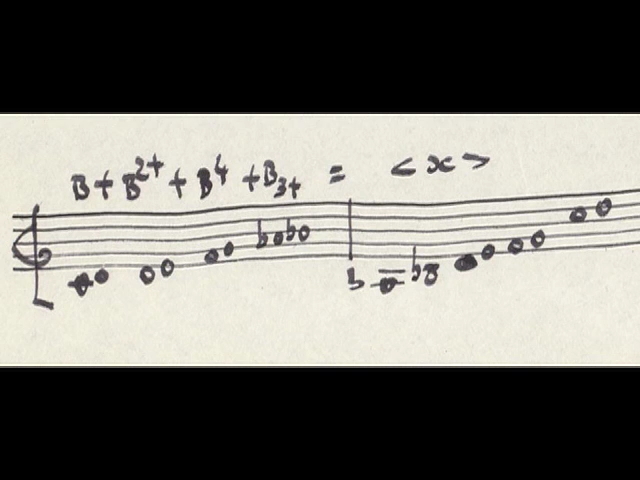 B + B²⁺ + B⁴ + B₃₊ = < x >